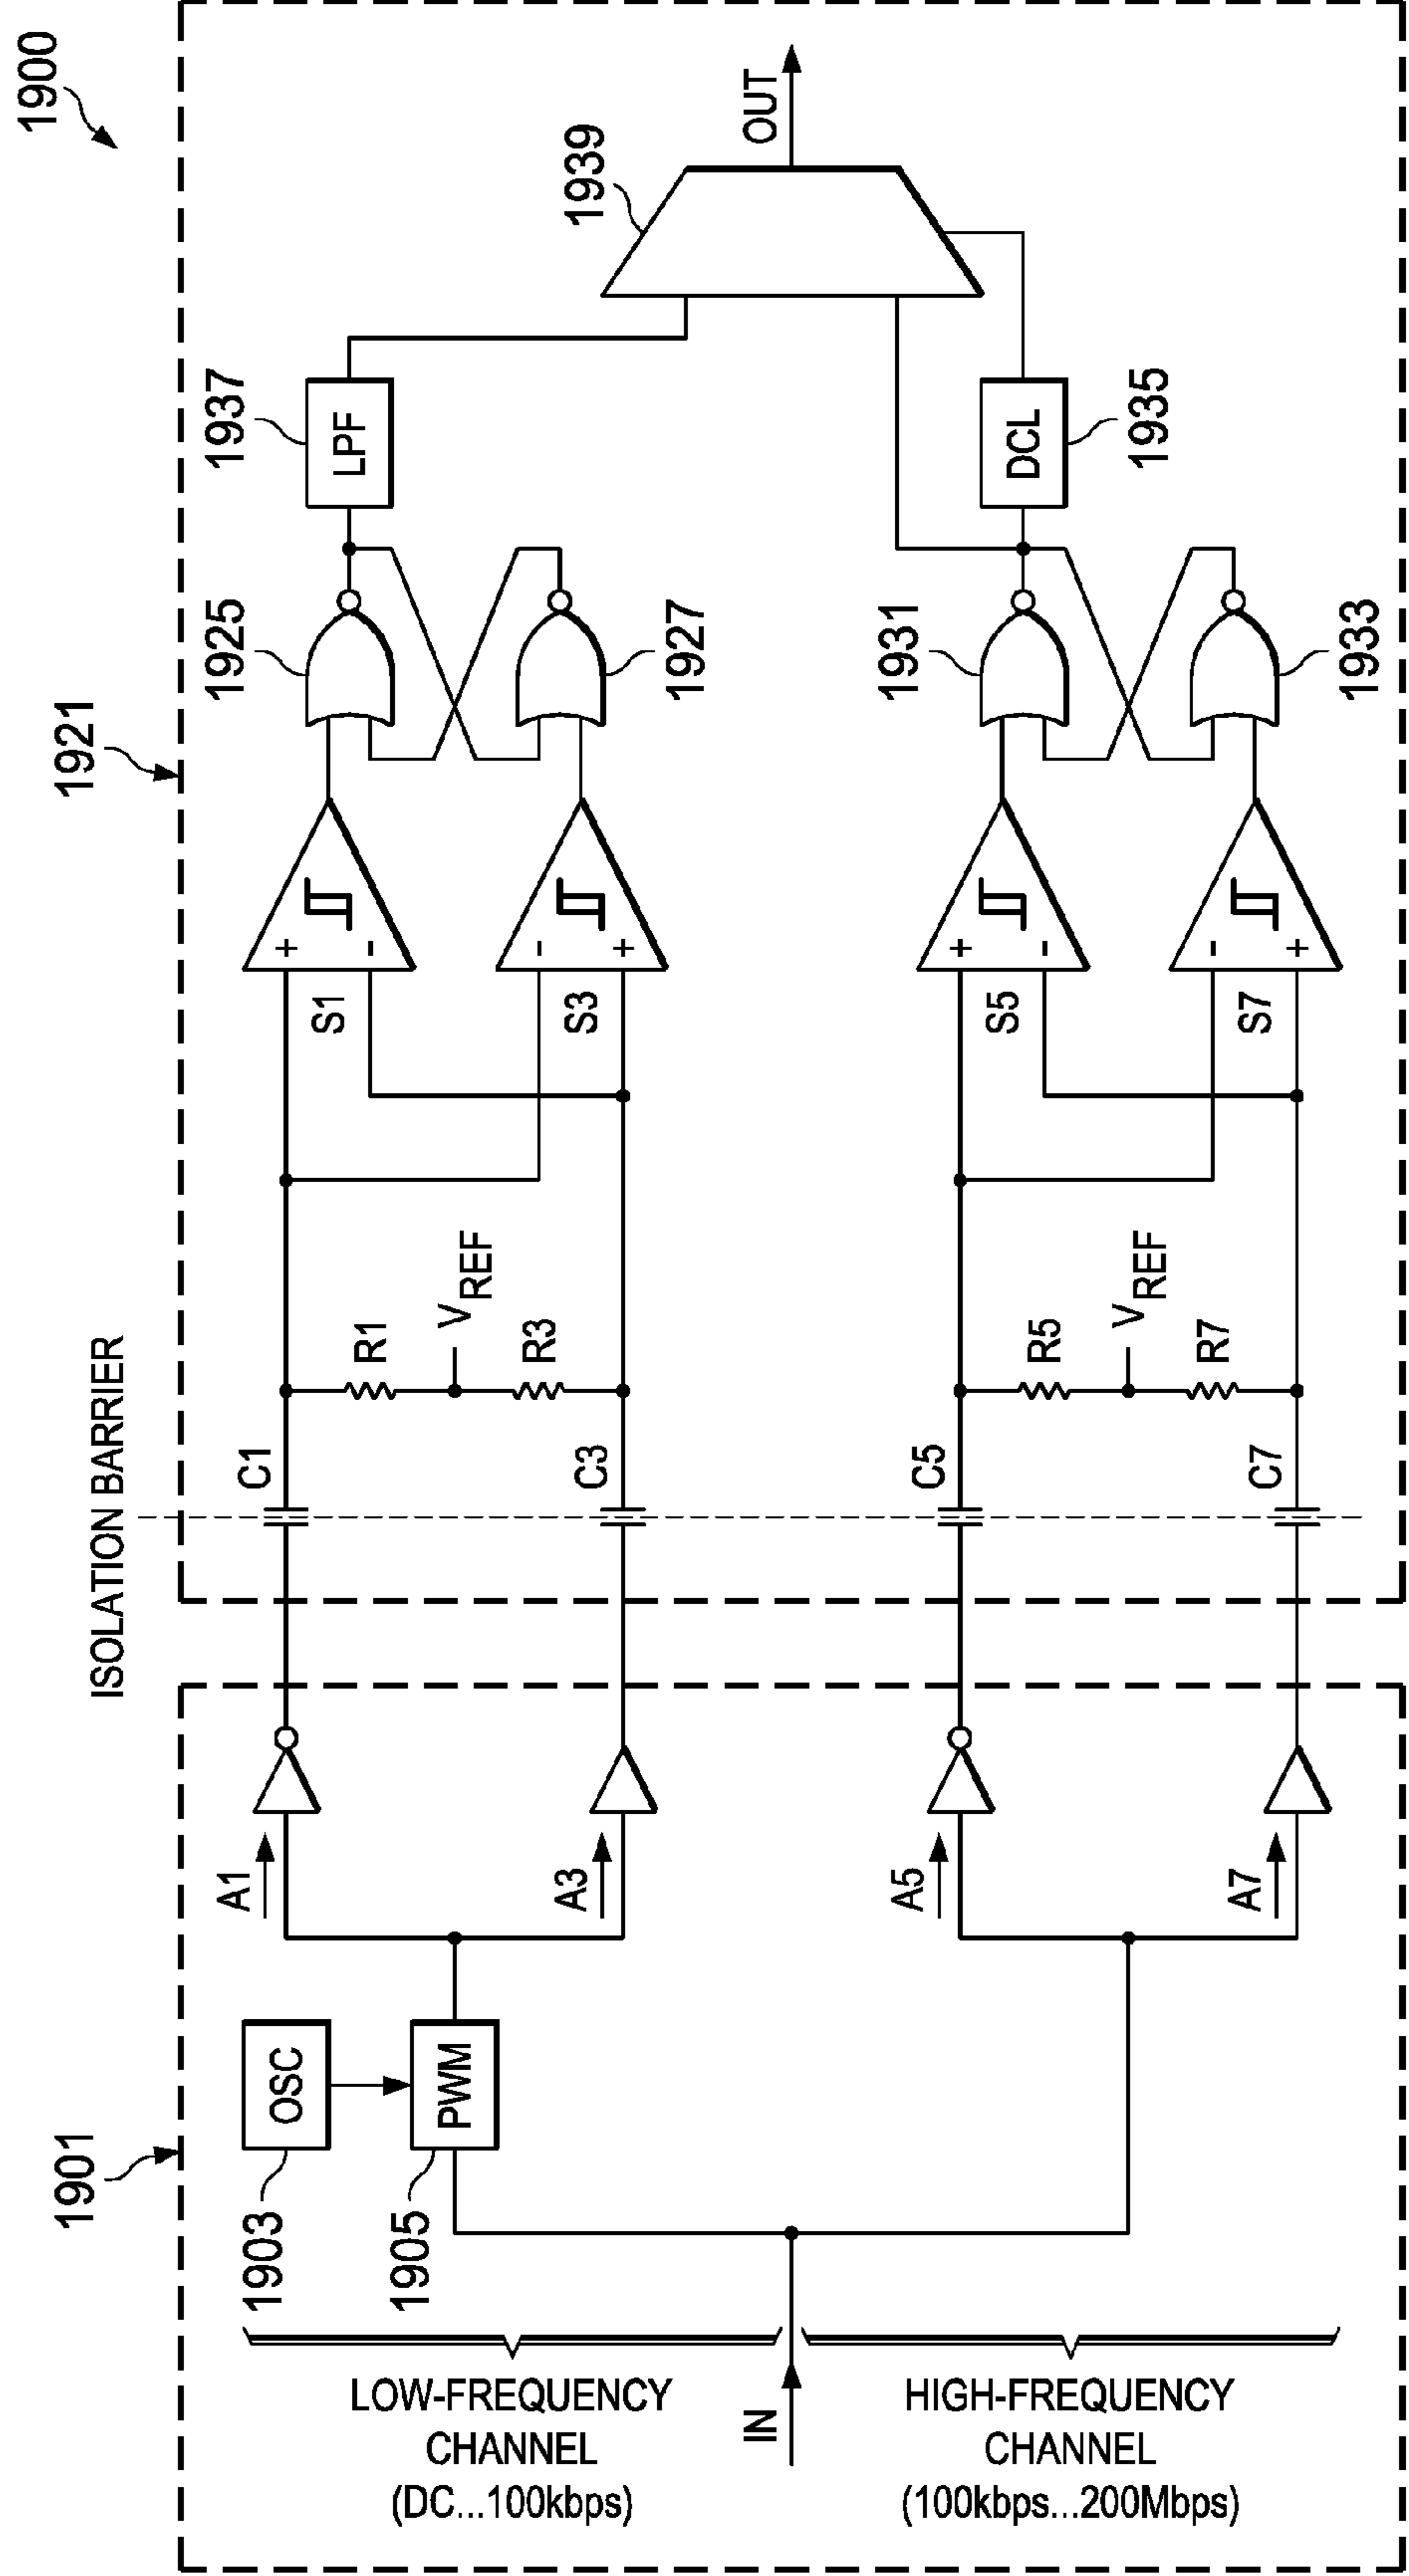 1900
1901
1921
ISOLATION BARRIER
1903
OSC
A1
C1
S1
1925
1937
LPF
R1
1905
PWM
V REF
1927
A3
C3
R3
S3
1939
LOW-FREQUENCY
CHANNEL
(DC...100kbps)
IN
OUT
HIGH-FREQUENCY
CHANNEL
(100kbps...200Mbps)
A5
C5
S5
1931
DCL
1935
R5
V REF
A7
C7
R7
S7
1933
+
-
-
+
+
-
-
+